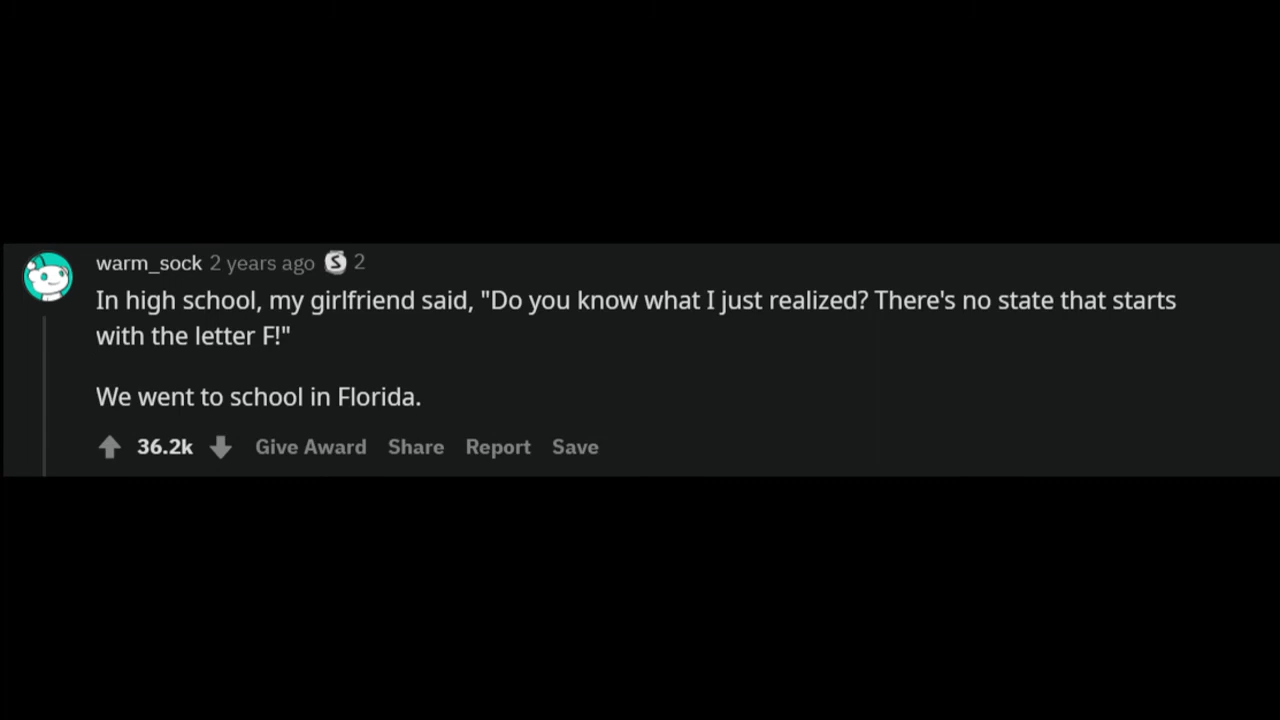 warm_sock 2 years ago S 2
In high school, my girlfriend said, "Do you know what I just realized? There's no state that starts
with the letter F!"
We went to school in Florida.
36.2k Give Award Share Report Save